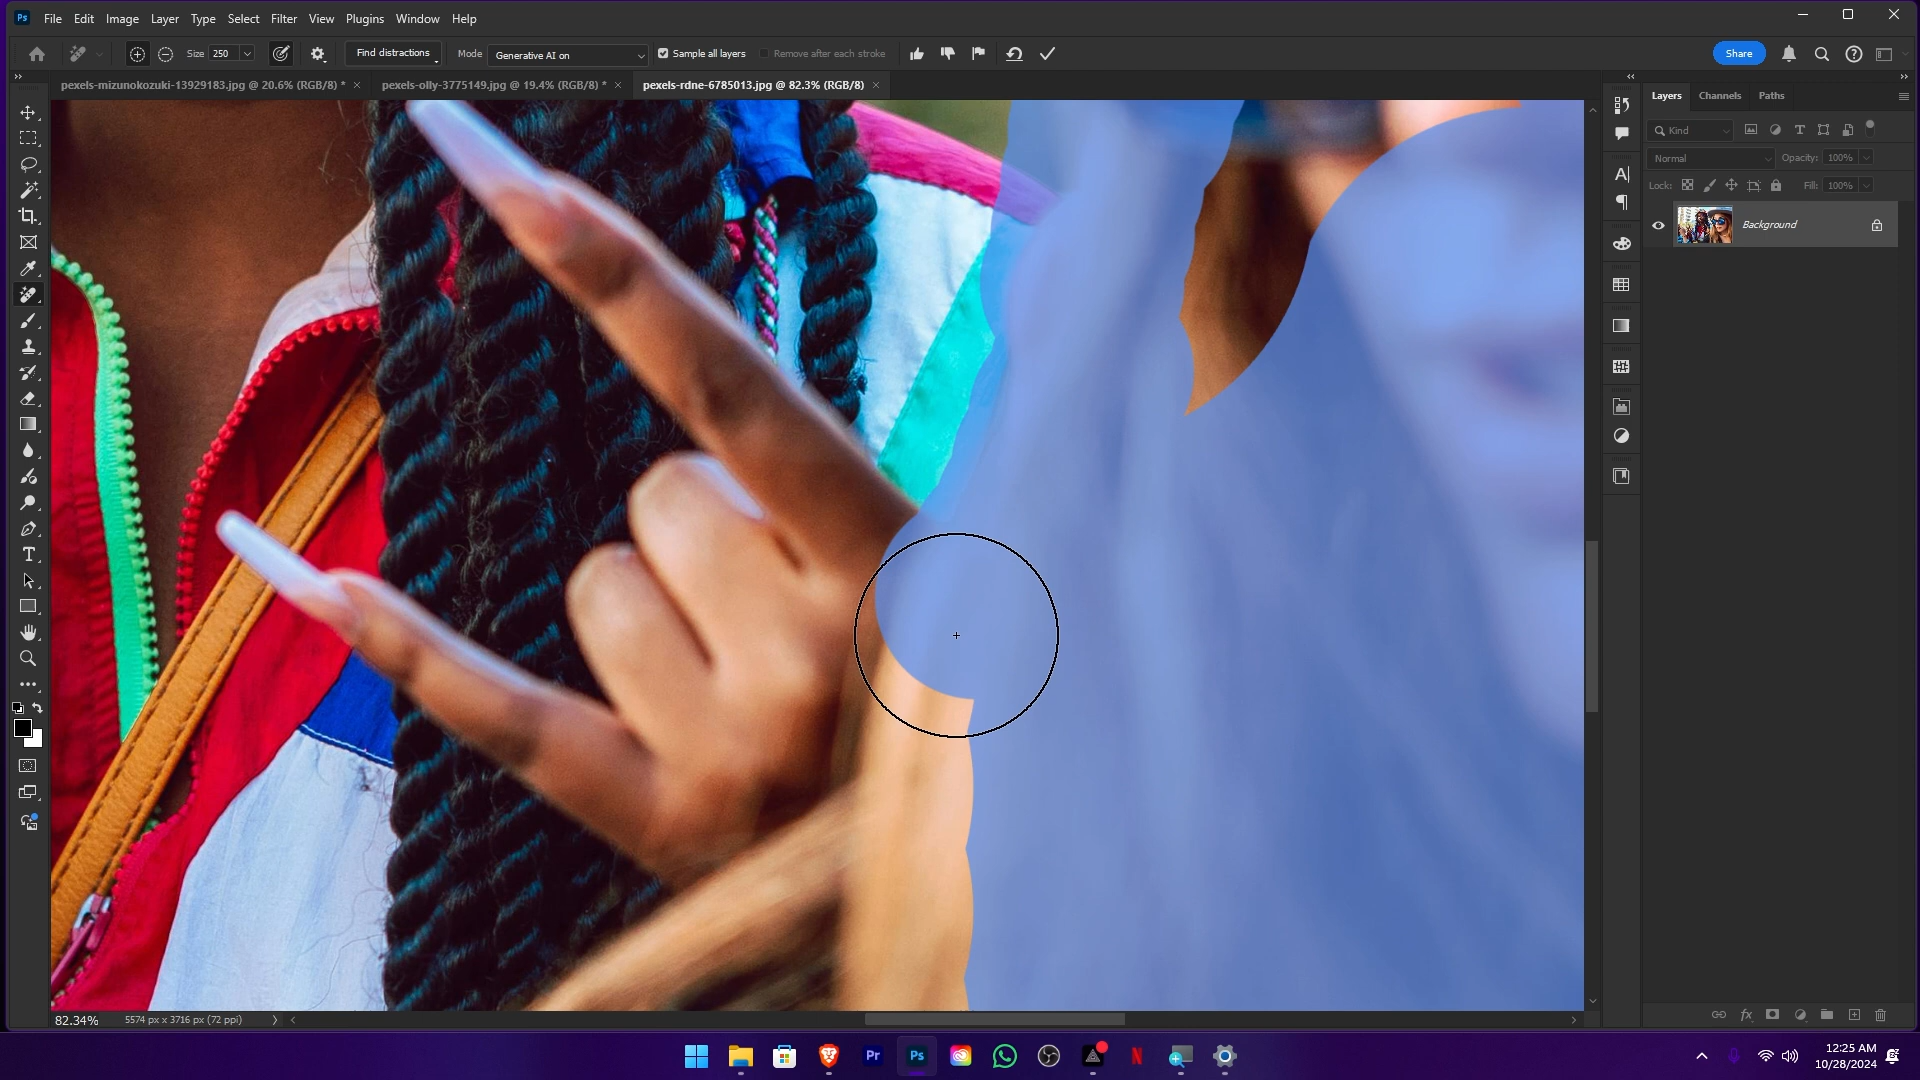 Ps File Edit Image Layer Type Select Filter View Plugins Window Help
Size 250 Find distractions Mode Generative AI on Sample all layers Remove after each stroke Share
pexels-mizunokozuki-13929183.jpg @ 20.6% (RGB/8) * pexels-olly-3775149.jpg @ 19.4% (RGB/8) * pexels-rdne-6785013.jpg @ 82.3% (RGB/8)
Layers Channels Paths
Kind
Normal Opacity: 100%
Lock: Fill: 100%
Background
82.34% 5574 px x 3716 px (72 ppi)
Pr Ps
12:25 AM
10/28/2024